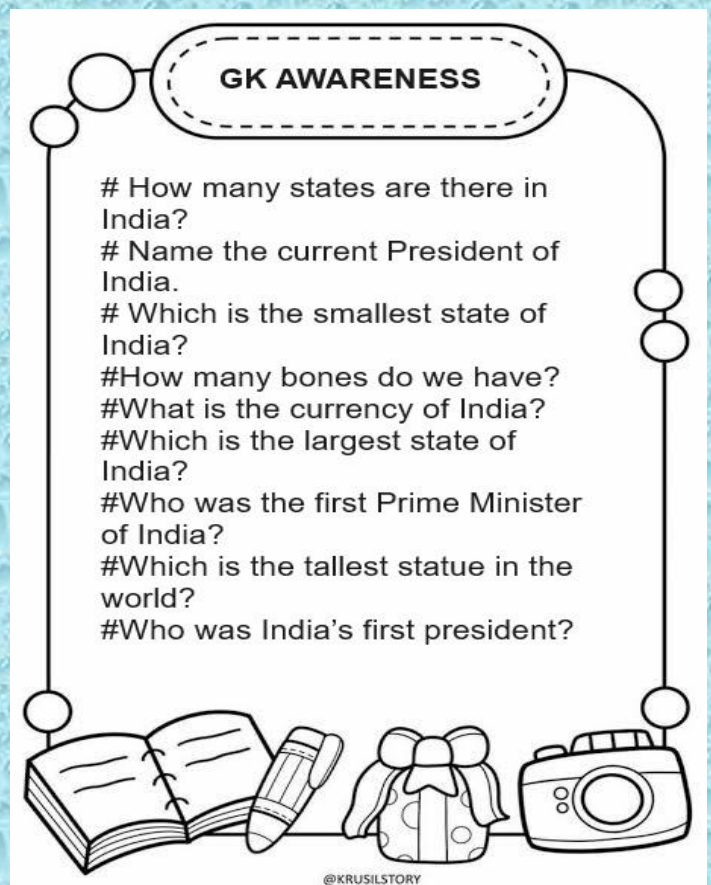 GK AWARENESS
# How many states are there in
India?
# Name the current President of
India.
# Which is the smallest state of
India?
#How many bones do we have?
#What is the currency of India?
#Which is the largest state of
India?
#Who was the first Prime Minister
of India?
#Which is the tallest statue in the
world?
#Who was India’s first president?
@KRUSILSTORY